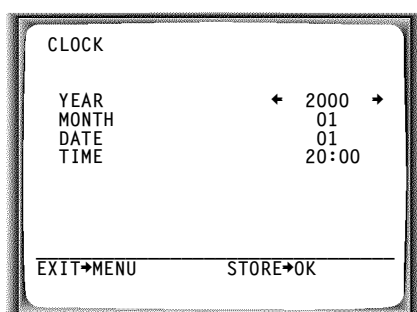 CLOCK
YEAR ← 2000 →
MONTH 01
DATE 01
TIME 20:00
EXIT→MENU STORE→OK